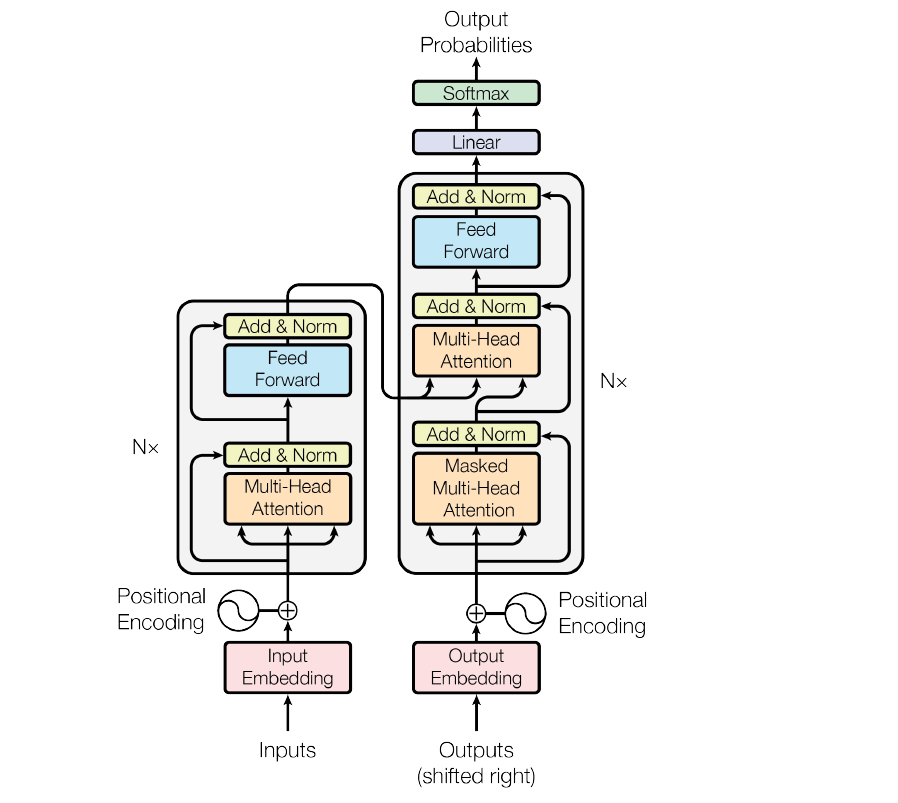 Output
Probabilities
Softmax
Linear
Add & Norm
Feed
Forward
Add & Norm
Multi-Head
Attention
Add & Norm
Masked
Multi-Head
Attention
N×
Add & Norm
Feed
Forward
Add & Norm
Multi-Head
Attention
N×
Positional
Encoding
Positional
Encoding
Input
Embedding
Output
Embedding
Inputs
Outputs
(shifted right)